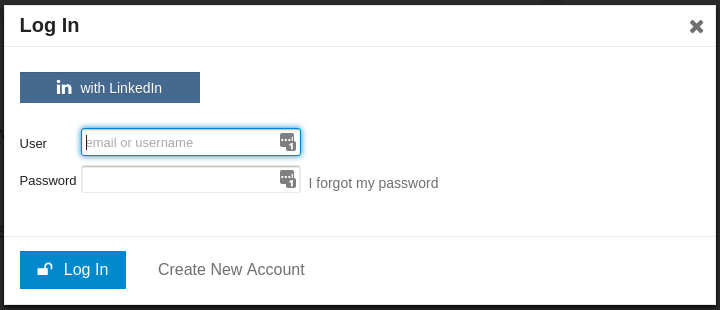 Log In
in with LinkedIn
User email or username
Password I forgot my password
Log In Create New Account